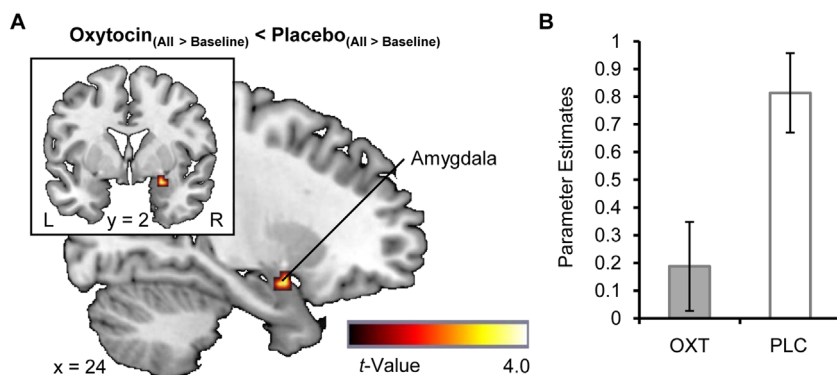 A
Oxytocin(All > Baseline) < Placebo(All > Baseline)
L
y = 2
R
Amygdala
x = 24
t-Value
4.0
B
Parameter Estimates
1
0.9
0.8
0.7
0.6
0.5
0.4
0.3
0.2
0.1
0
OXT
PLC